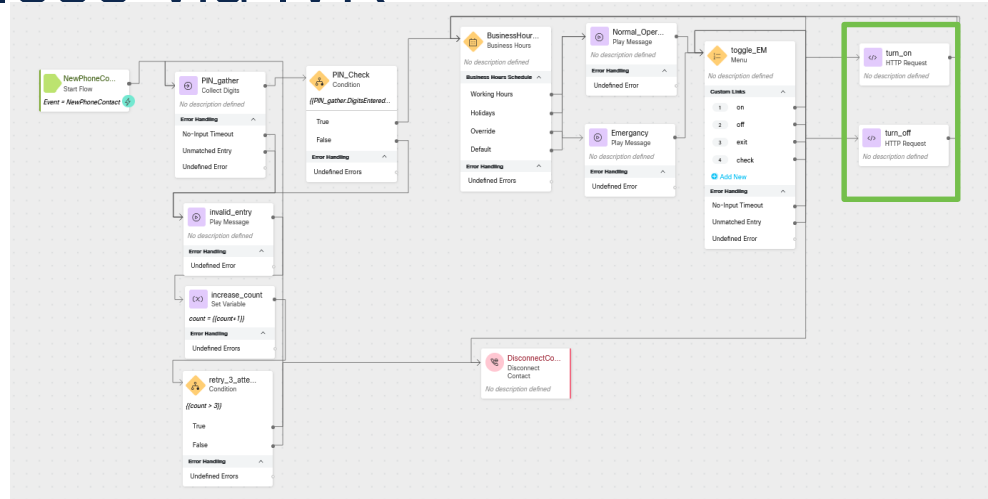 NewPhoneCo...
Start Flow
Event = NewPhoneContact
PIN_gather
Collect Digits
No description defined
Error Handling
No-Input Timeout
Unmatched Entry
Undefined Error
PIN_Check
Condition
{{PIN_gather.DigitsEntered...
True
False
Error Handling
Undefined Errors
invalid_entry
Play Message
No description defined
Error Handling
Undefined Error
increase_count
Set Variable
count = {{count+1}}
Error Handling
Undefined Errors
retry_3_atte...
Condition
{{count > 3}}
True
False
Error Handling
Undefined Errors
BusinessHour...
Business Hours
No description defined
Business Hours Schedule
Working Hours
Holidays
Override
Default
Error Handling
Undefined Errors
Normal_Oper...
Play Message
No description defined
Error Handling
Undefined Error
Emergancy
Play Message
No description defined
Error Handling
Undefined Error
toggle_EM
Menu
No description defined
Custom Links
1 on
2 off
3 exit
4 check
Add New
Error Handling
No-Input Timeout
Unmatched Entry
Undefined Error
turn_on
HTTP Request
No description defined
turn_off
HTTP Request
No description defined
DisconnectCo...
Disconnect
Contact
No description defined